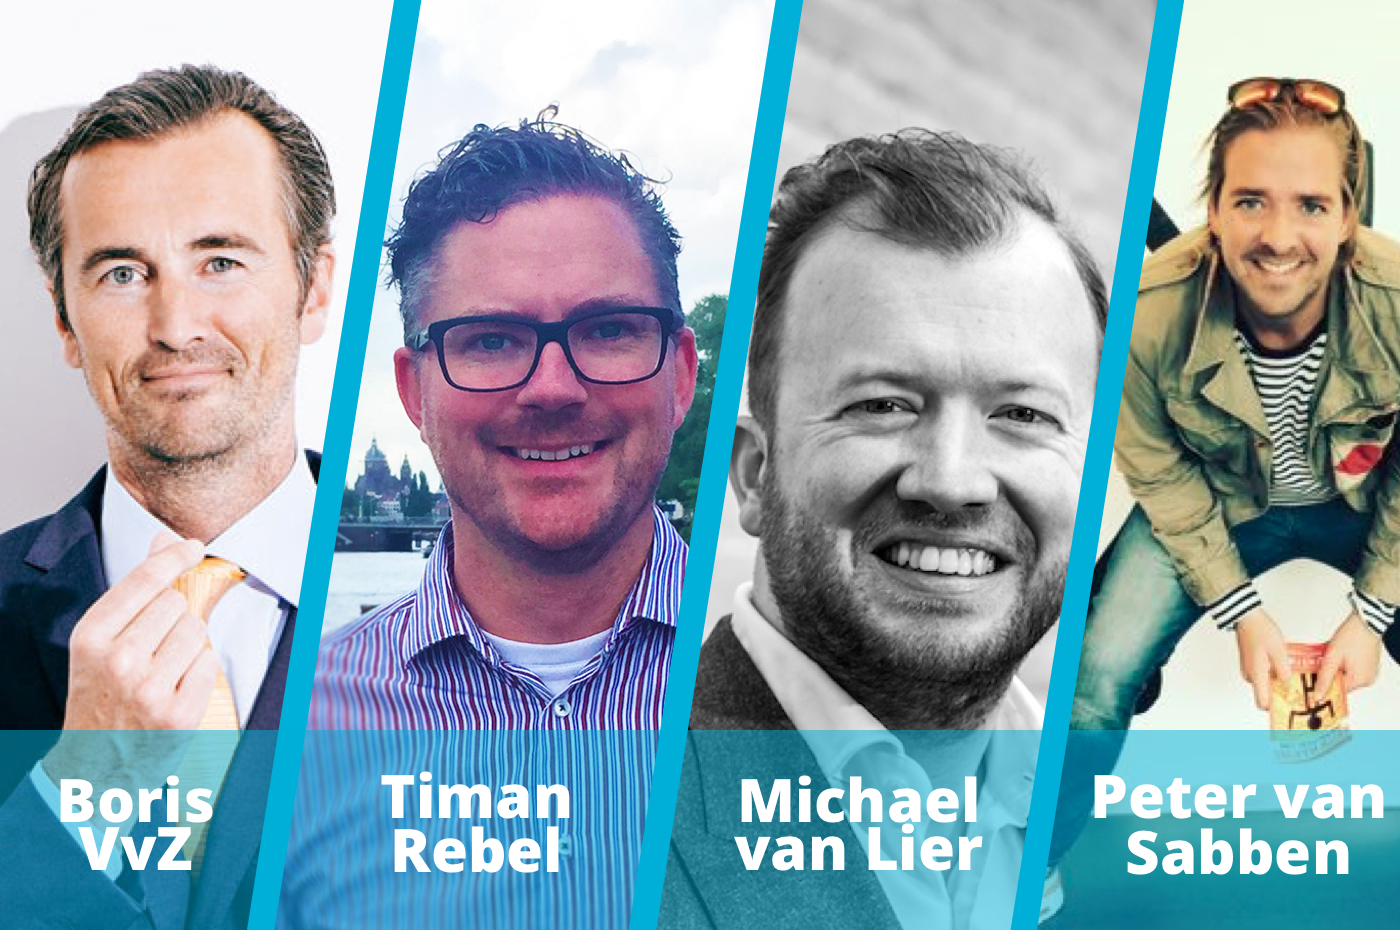 Boris
VvZ
Timan
Rebel
Michael
van Lier
Peter van
Sabben